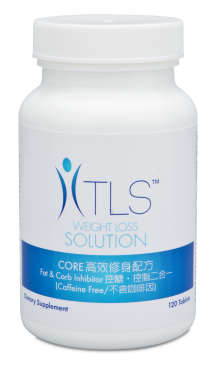 TLS™
WEIGHT LOSS
SOLUTION
CORE高效修身配方
Fat & Carb Inhibitor 控醣、控脂二合一
(Caffeine Free/不含咖啡因)
Dietary Supplement
120 Tablets